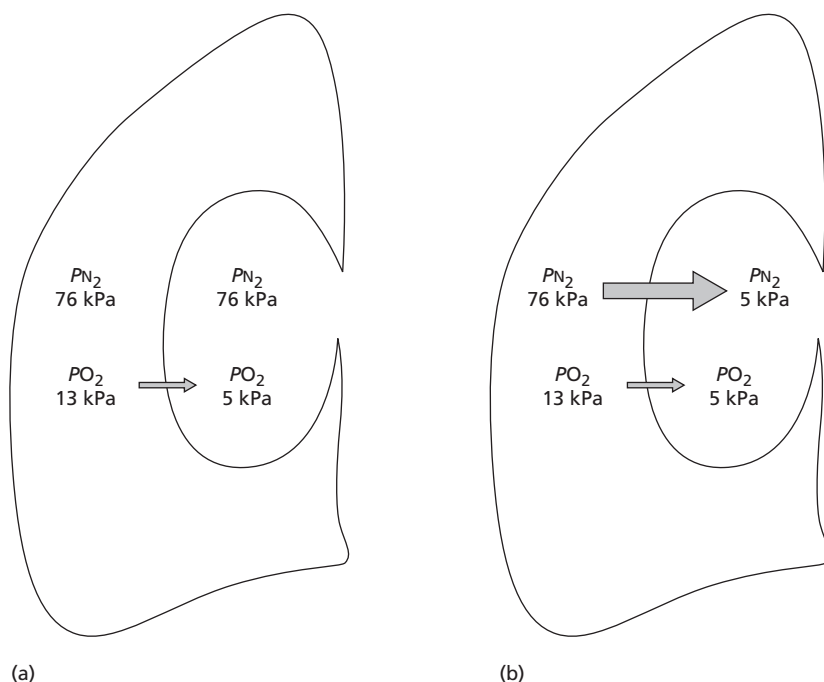 PN₂ PN₂ PN₂ PN₂
76 kPa 76 kPa 76 kPa 5 kPa
PO₂ PO₂ PO₂ PO₂
13 kPa 5 kPa 13 kPa 5 kPa
(a) (b)